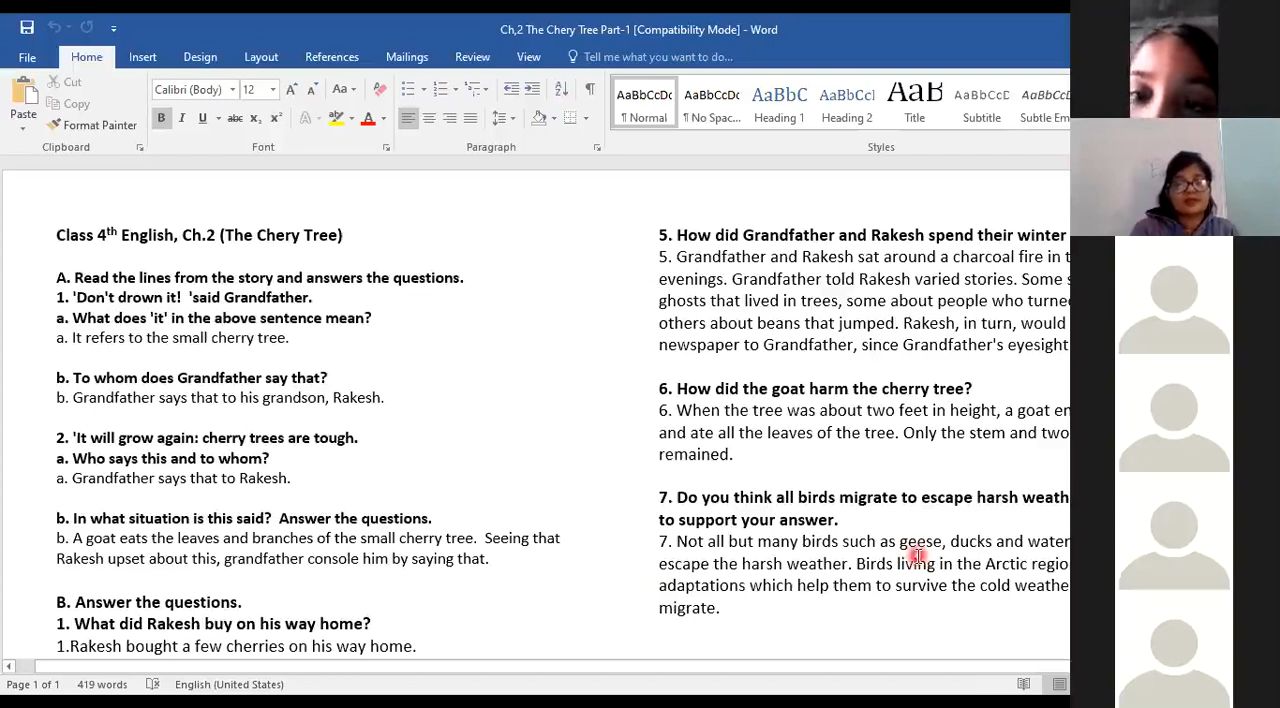 Ch,2 The Chery Tree Part-1 [Compatibility Mode] - Word
File Home Insert Design Layout References Mailings Review View Tell me what you want to do...
Paste
Cut
Copy
Format Painter
Clipboard
Calibri (Body) 12
Aa
B I U abc x₂ x² A A
Font
Paragraph
AaBbCcDc AaBbCcDc AaBbC AaBbCcI AaB AaBbCcD AaBbCcD
¶ Normal ¶ No Spac... Heading 1 Heading 2 Title Subtitle Subtle Em
Styles
Class 4th English, Ch.2 (The Chery Tree)
A. Read the lines from the story and answers the questions.
1. 'Don't drown it! 'said Grandfather.
a. What does 'it' in the above sentence mean?
a. It refers to the small cherry tree.
b. To whom does Grandfather say that?
b. Grandfather says that to his grandson, Rakesh.
2. 'It will grow again: cherry trees are tough.
a. Who says this and to whom?
a. Grandfather says that to Rakesh.
b. In what situation is this said? Answer the questions.
b. A goat eats the leaves and branches of the small cherry tree. Seeing that
Rakesh upset about this, grandfather console him by saying that.
B. Answer the questions.
1. What did Rakesh buy on his way home?
1.Rakesh bought a few cherries on his way home.
5. How did Grandfather and Rakesh spend their winter
5. Grandfather and Rakesh sat around a charcoal fire in t
evenings. Grandfather told Rakesh varied stories. Some s
ghosts that lived in trees, some about people who turne
others about beans that jumped. Rakesh, in turn, would
newspaper to Grandfather, since Grandfather's eyesight
6. How did the goat harm the cherry tree?
6. When the tree was about two feet in height, a goat en
and ate all the leaves of the tree. Only the stem and two
remained.
7. Do you think all birds migrate to escape harsh weath
to support your answer.
7. Not all but many birds such as geese, ducks and water
escape the harsh weather. Birds living in the Arctic regio
adaptations which help them to survive the cold weathe
migrate.
Page 1 of 1 419 words English (United States)